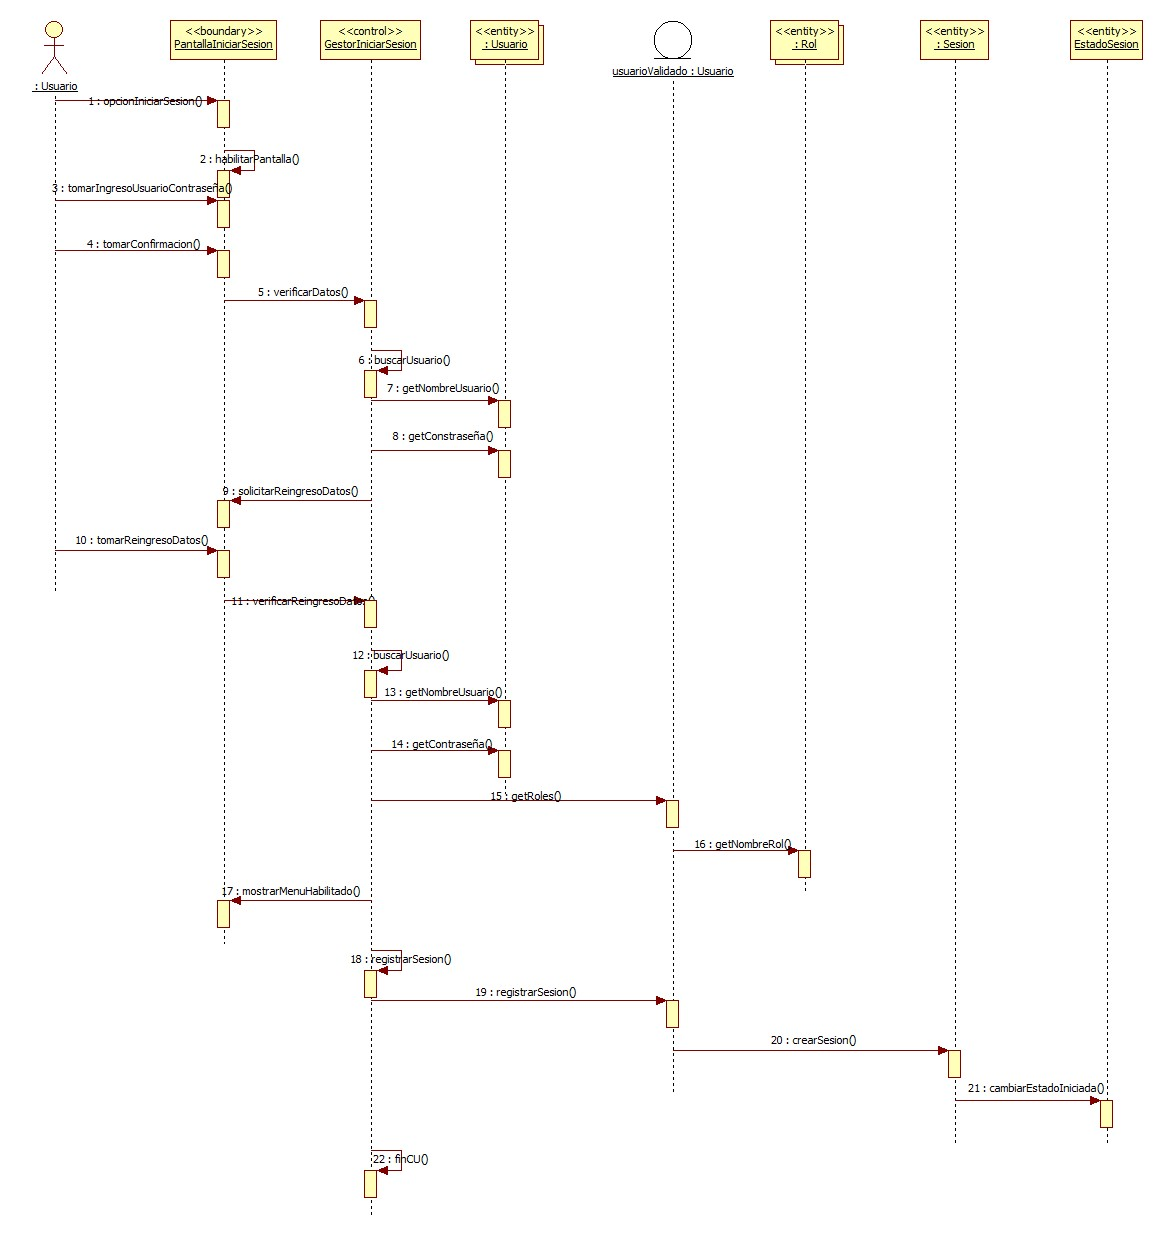 <<boundary>>
PantallaIniciarSesion
<<control>>
GestorIniciarSesion
<<entity>>
: Usuario
usuarioValidado : Usuario
<<entity>>
: Rol
<<entity>>
: Sesion
<<entity>>
EstadoSesion
: Usuario
1 : opcionIniciarSesion()
2 : habilitarPantalla()
3 : tomarIngresoUsuarioContraseña()
4 : tomarConfirmacion()
5 : verificarDatos()
6 : buscarUsuario()
7 : getNombreUsuario()
8 : getConstraseña()
9 : solicitarReingresoDatos()
10 : tomarReingresoDatos()
11 : verificarReingresoDatos()
12 : buscarUsuario()
13 : getNombreUsuario()
14 : getContraseña()
15 : getRoles()
16 : getNombreRol()
17 : mostrarMenuHabilitado()
18 : registrarSesion()
19 : registrarSesion()
20 : crearSesion()
21 : cambiarEstadoIniciada()
22 : finCU()